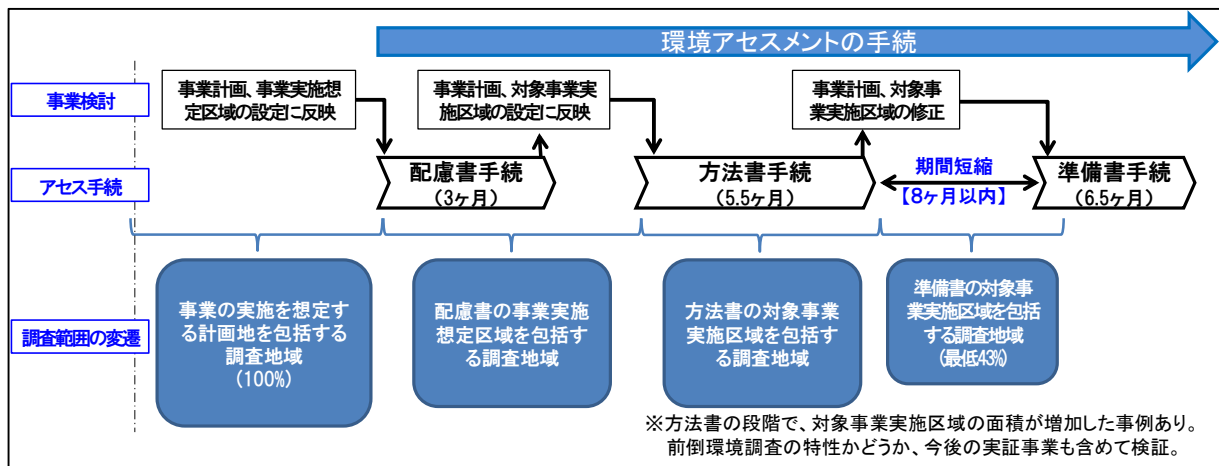 環境アセスメントの手続
事業検討
事業計画、事業実施想
定区域の設定に反映
事業計画、対象事業実
施区域の設定に反映
事業計画、対象事
業実施区域の修正
アセス手続
配慮書手続
(3ヶ月)
方法書手続
(5.5ヶ月)
期間短縮
【8ヶ月以内】
準備書手続
(6.5ヶ月)
調査範囲の変遷
事業の実施を想定す
る計画地を包括する
調査地域
(100%)
配慮書の事業実施
想定区域を包括す
る調査地域
方法書の対象事業
実施区域を包括す
る調査地域
準備書の対象事
業実施区域を包括
する調査地域
(最低43%)
※方法書の段階で、対象事業実施区域の面積が増加した事例あり。
前倒環境調査の特性かどうか、今後の実証事業も含めて検証。